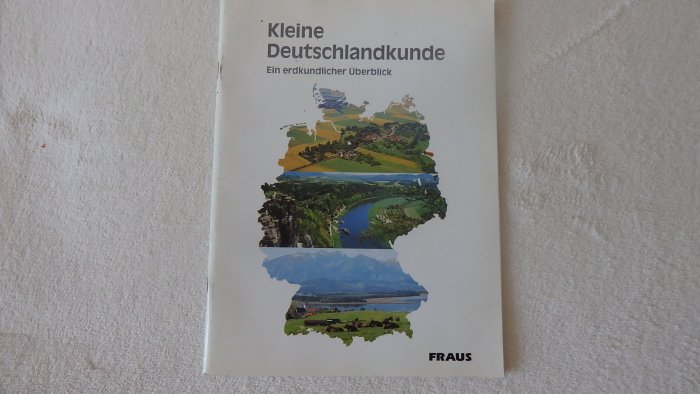 Kleine
Deutschlandkunde
Ein erdkundlicher Überblick
FRAUS